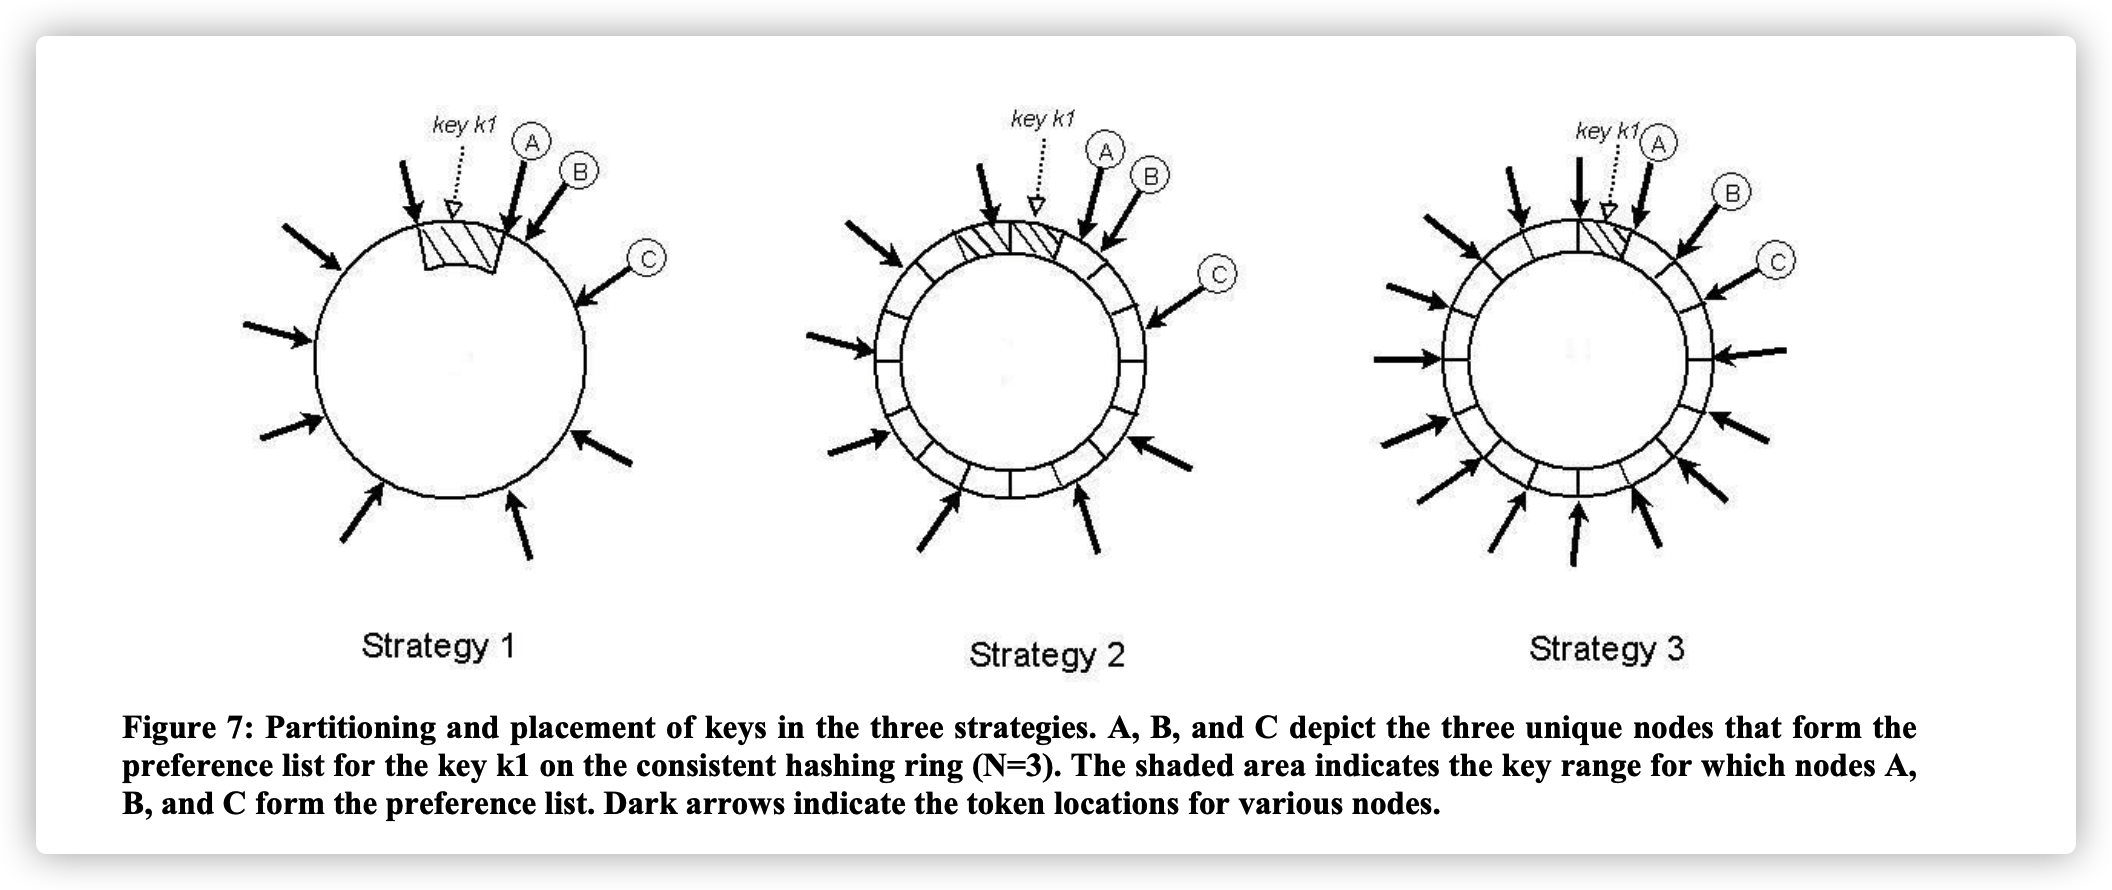 key k1
A
B
C
key k1
A
B
C
key k1
A
B
C
Strategy 1
Strategy 2
Strategy 3
Figure 7: Partitioning and placement of keys in the three strategies. A, B, and C depict the three unique nodes that form the
preference list for the key k1 on the consistent hashing ring (N=3). The shaded area indicates the key range for which nodes A,
B, and C form the preference list. Dark arrows indicate the token locations for various nodes.